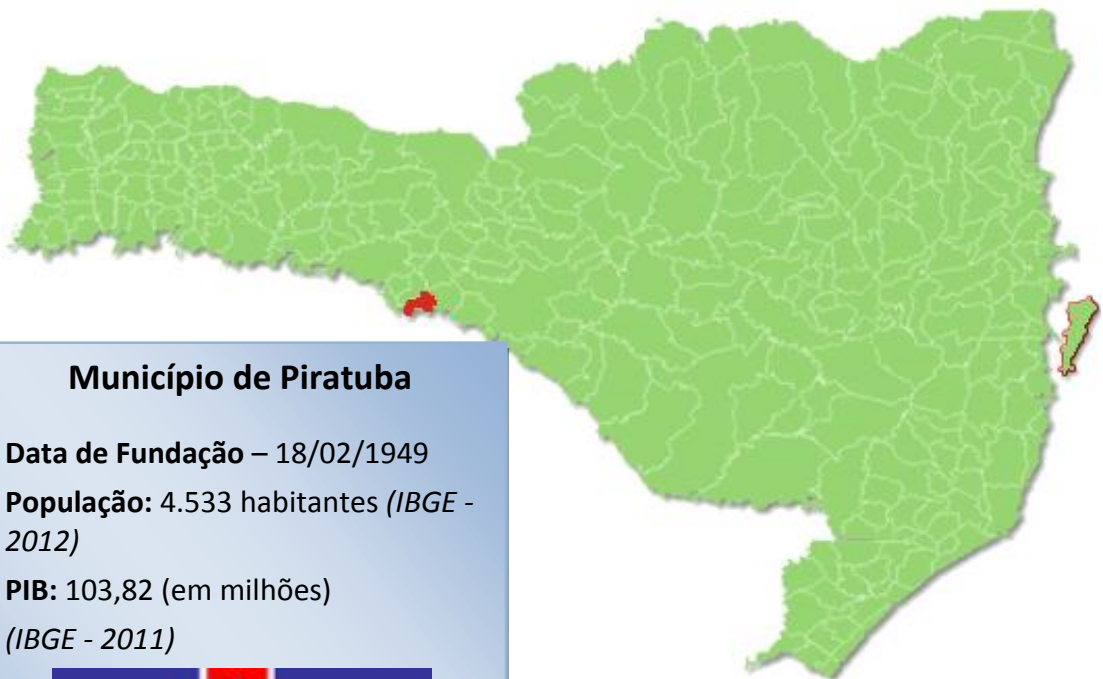 Município de Piratuba
Data de Fundação – 18/02/1949
População: 4.533 habitantes (IBGE -
2012)
PIB: 103,82 (em milhões)
(IBGE - 2011)